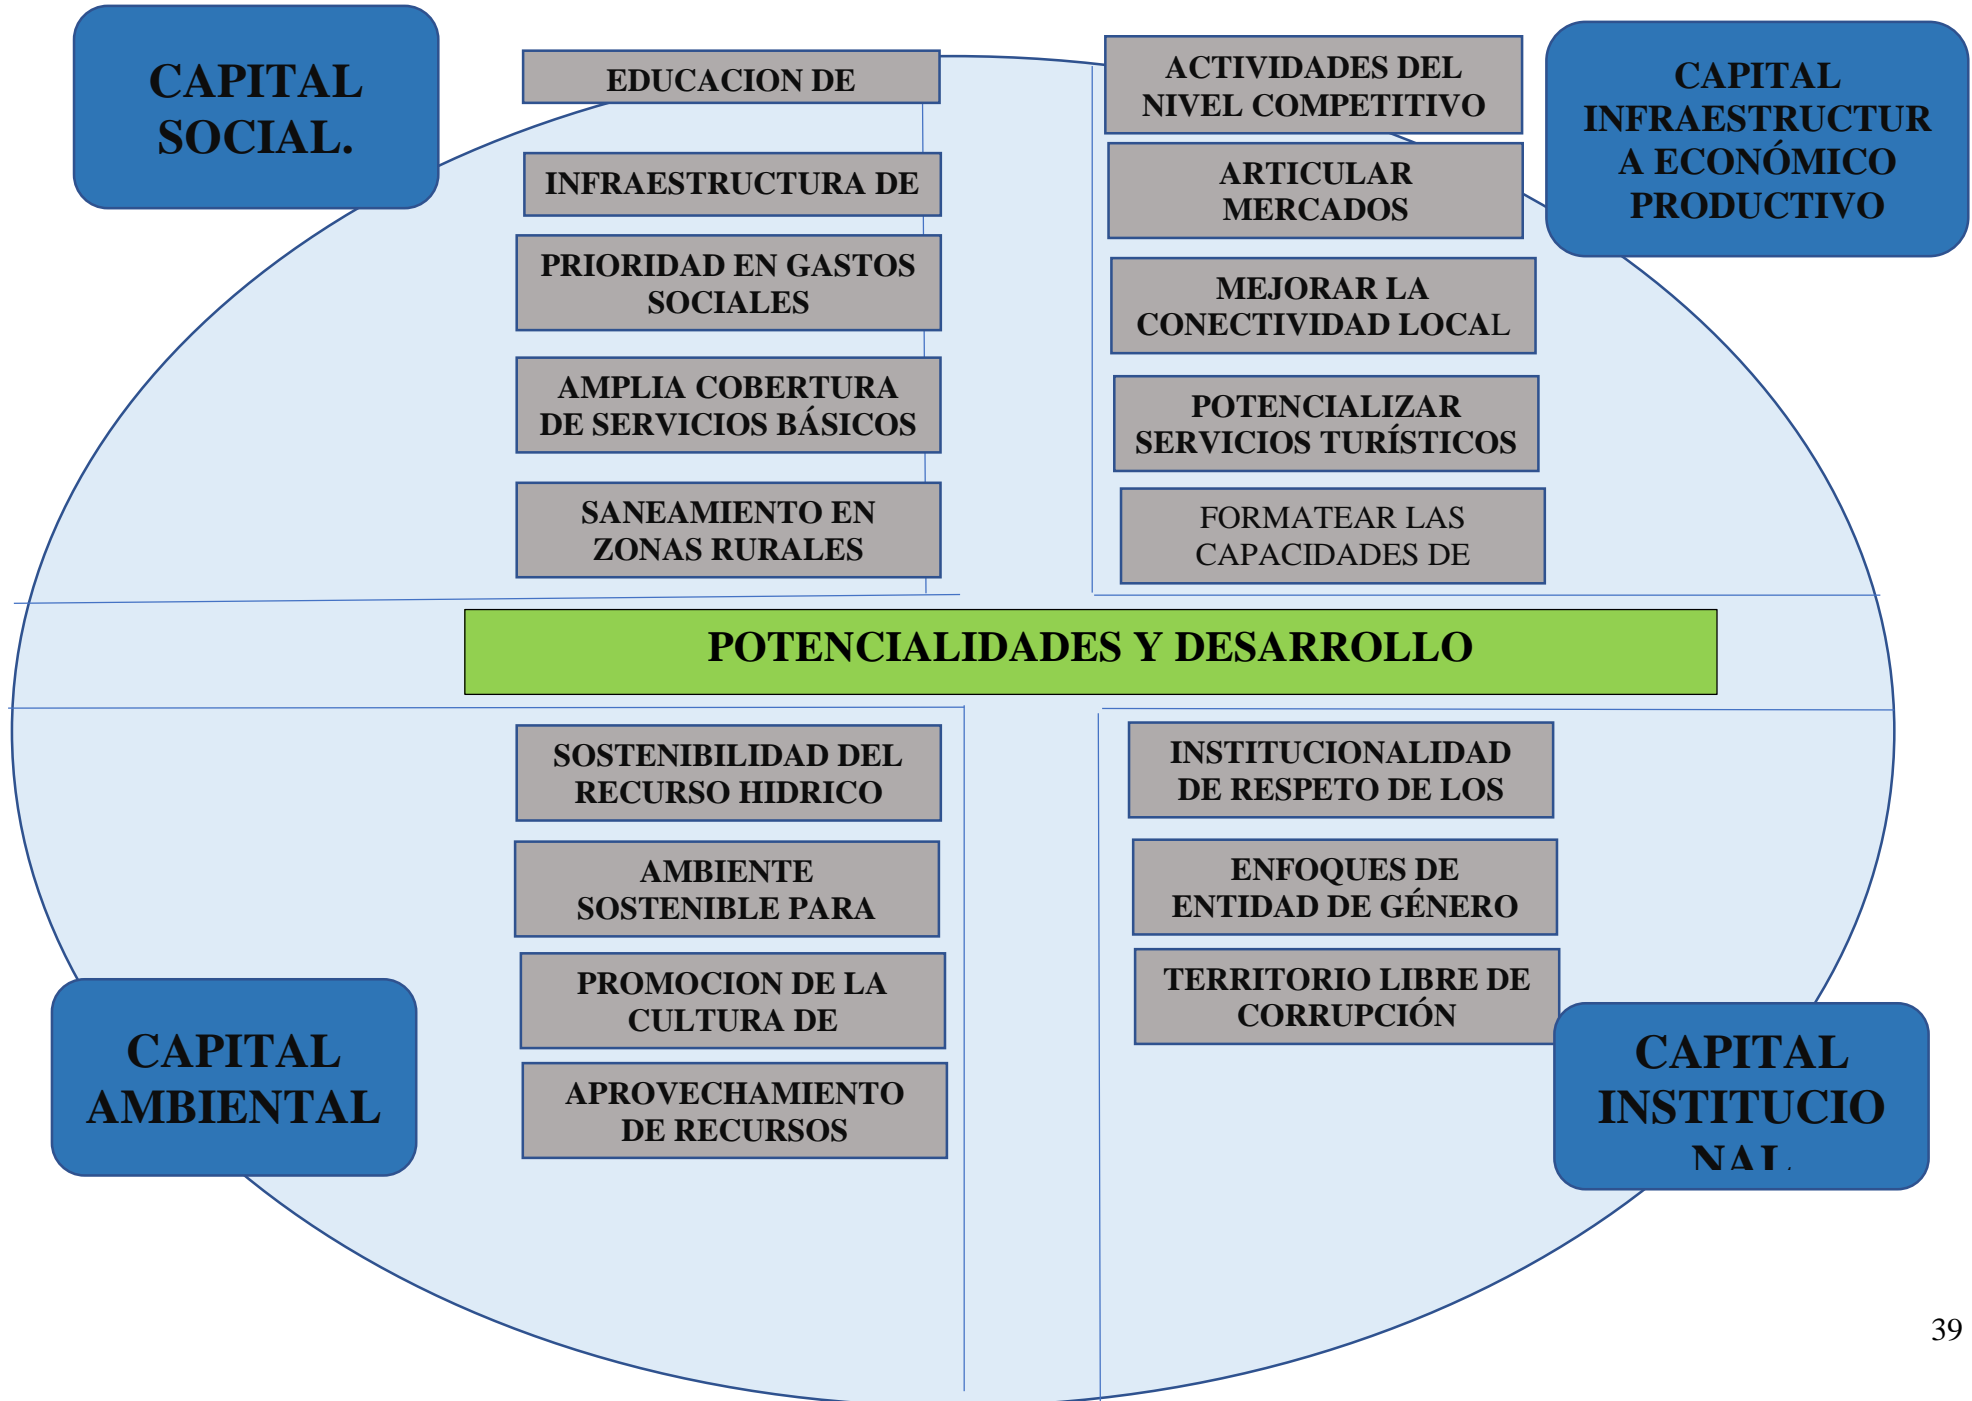 CAPITAL
SOCIAL.
EDUCACION DE
INFRAESTRUCTURA DE
PRIORIDAD EN GASTOS
SOCIALES
AMPLIA COBERTURA
DE SERVICIOS BÁSICOS
SANEAMIENTO EN
ZONAS RURALES
ACTIVIDADES DEL
NIVEL COMPETITIVO
ARTICULAR
MERCADOS
MEJORAR LA
CONECTIVIDAD LOCAL
POTENCIALIZAR
SERVICIOS TURÍSTICOS
FORMATEAR LAS
CAPACIDADES DE
CAPITAL
INFRAESTRUCTUR
A ECONÓMICO
PRODUCTIVO
POTENCIALIDADES Y DESARROLLO
SOSTENIBILIDAD DEL
RECURSO HIDRICO
AMBIENTE
SOSTENIBLE PARA
PROMOCION DE LA
CULTURA DE
APROVECHAMIENTO
DE RECURSOS
CAPITAL
AMBIENTAL
INSTITUCIONALIDAD
DE RESPETO DE LOS
ENFOQUES DE
ENTIDAD DE GÉNERO
TERRITORIO LIBRE DE
CORRUPCIÓN
CAPITAL
INSTITUCIO
NAL
39